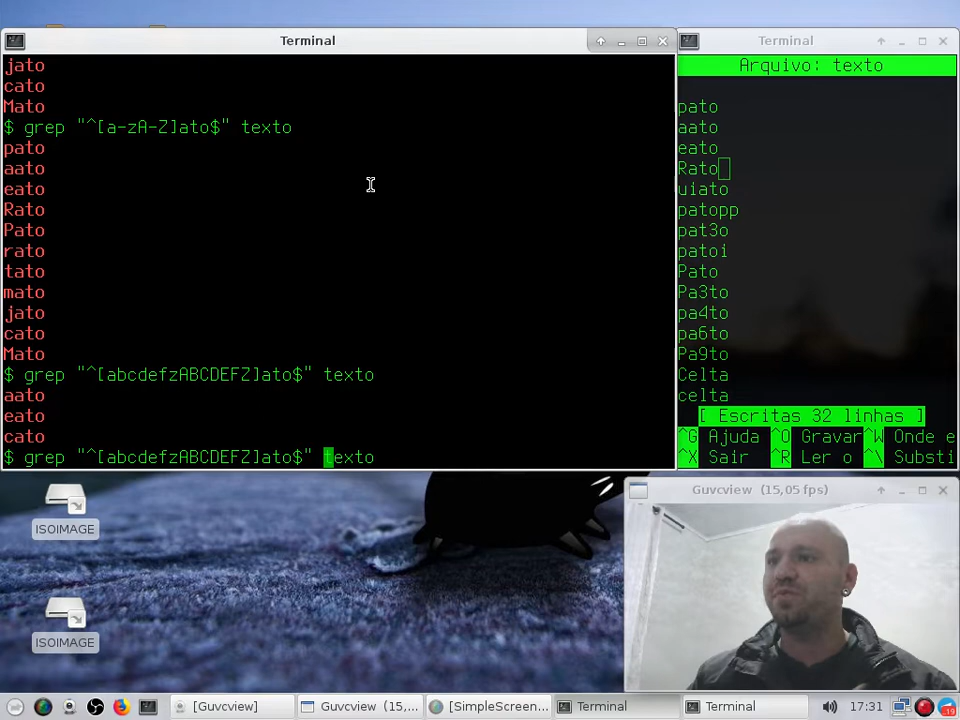 Terminal
jato
cato
Mato
$ grep "^[a-zA-Z]ato$" texto
pato
aato
eato
Rato
Pato
rato
tato
mato
jato
cato
Mato
$ grep "^[abcdefzABCDEFZ]ato$" texto
aato
eato
cato
$ grep "^[abcdefzABCDEFZ]ato$" texto
Terminal
Arquivo: texto
pato
aato
eato
Rato
uiato
patopp
pat3o
patoi
Pato
Pa3to
pa4to
pa6to
Pa9to
Celta
celta
[ Escritas 32 linhas ]
^G Ajuda ^O Gravar ^W Onde e
^X Sair ^R Ler o ^\ Substi
ISOIMAGE
ISOIMAGE
Guvcview (15,05 fps)
[Guvcview] Guvcview (15,... [SimpleScreen... Terminal Terminal 17:31 19